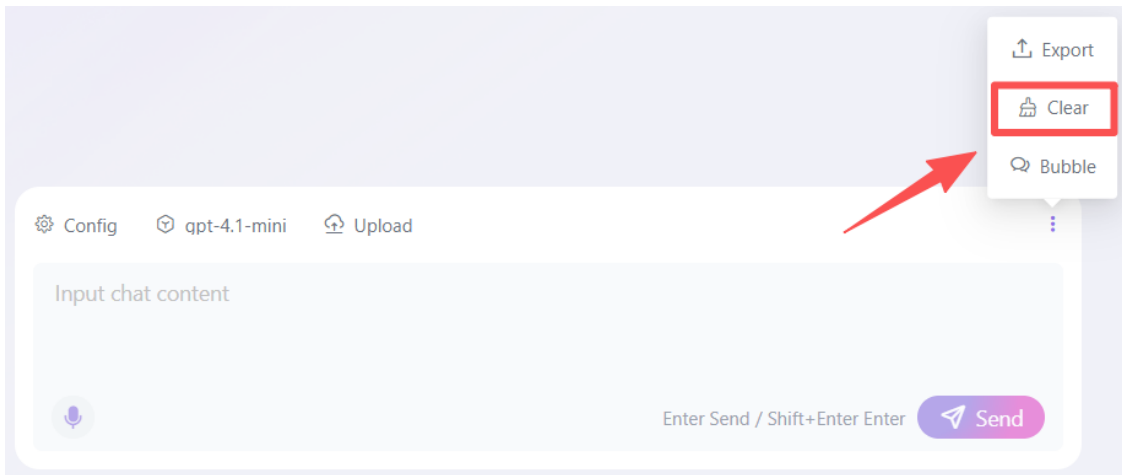 Export
Clear
Bubble
Config gpt-4.1-mini Upload
Input chat content
Enter Send / Shift+Enter Enter Send